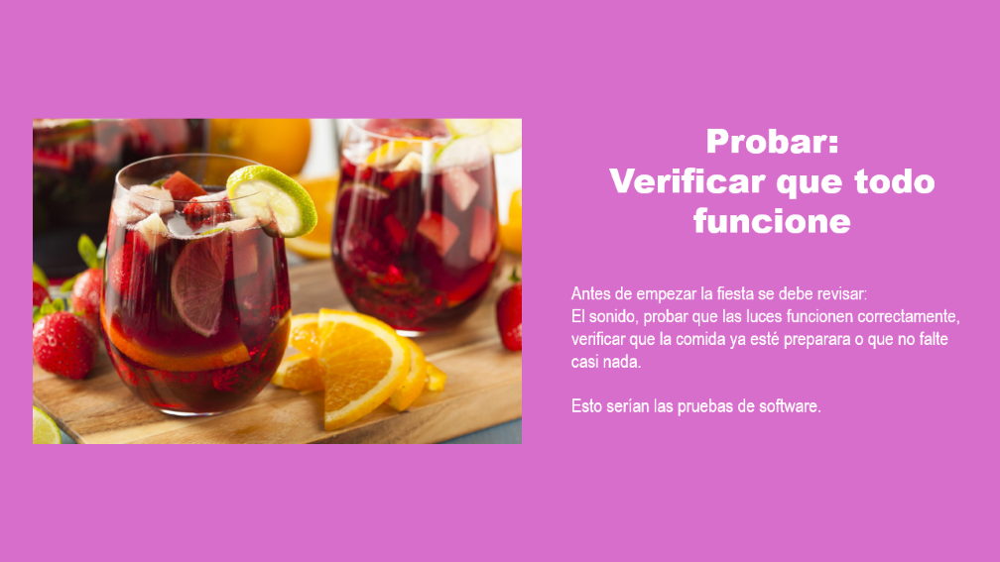 Probar:
Verificar que todo
funcione
Antes de empezar la fiesta se debe revisar:
El sonido, probar que las luces funcionen correctamente,
verificar que la comida ya esté preparara o que no falte
casi nada.
Esto serían las pruebas de software.